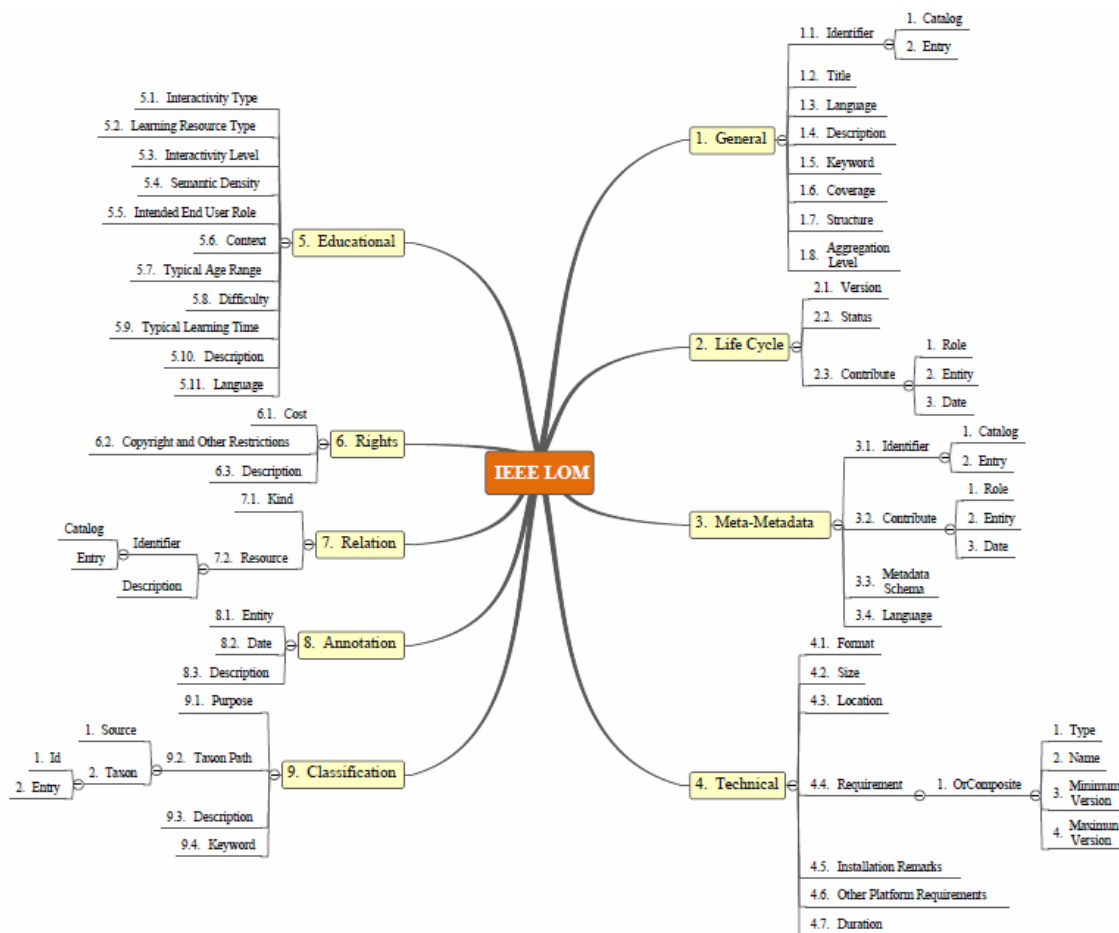 IEEE LOM
1. General
1.1. Identifier
1. Catalog
2. Entry
1.2. Title
1.3. Language
1.4. Description
1.5. Keyword
1.6. Coverage
1.7. Structure
1.8. Aggregation
Level
2. Life Cycle
2.1. Version
2.2. Status
2.3. Contribute
1. Role
2. Entity
3. Date
3. Meta-Metadata
3.1. Identifier
1. Catalog
2. Entry
3.2. Contribute
1. Role
2. Entity
3. Date
3.3. Metadata
Schema
3.4. Language
4. Technical
4.1. Format
4.2. Size
4.3. Location
4.4. Requirement
1. OrComposite
1. Type
2. Name
3. Minimum
Version
4. Maximum
Version
4.5. Installation Remarks
4.6. Other Platform Requirements
4.7. Duration
5. Educational
5.1. Interactivity Type
5.2. Learning Resource Type
5.3. Interactivity Level
5.4. Semantic Density
5.5. Intended End User Role
5.6. Context
5.7. Typical Age Range
5.8. Difficulty
5.9. Typical Learning Time
5.10. Description
5.11. Language
6. Rights
6.1. Cost
6.2. Copyright and Other Restrictions
6.3. Description
7. Relation
7.1. Kind
7.2. Resource
Identifier
Catalog
Entry
Description
8. Annotation
8.1. Entity
8.2. Date
8.3. Description
9. Classification
9.1. Purpose
9.2. Taxon Path
1. Source
2. Taxon
1. Id
2. Entry
9.3. Description
9.4. Keyword